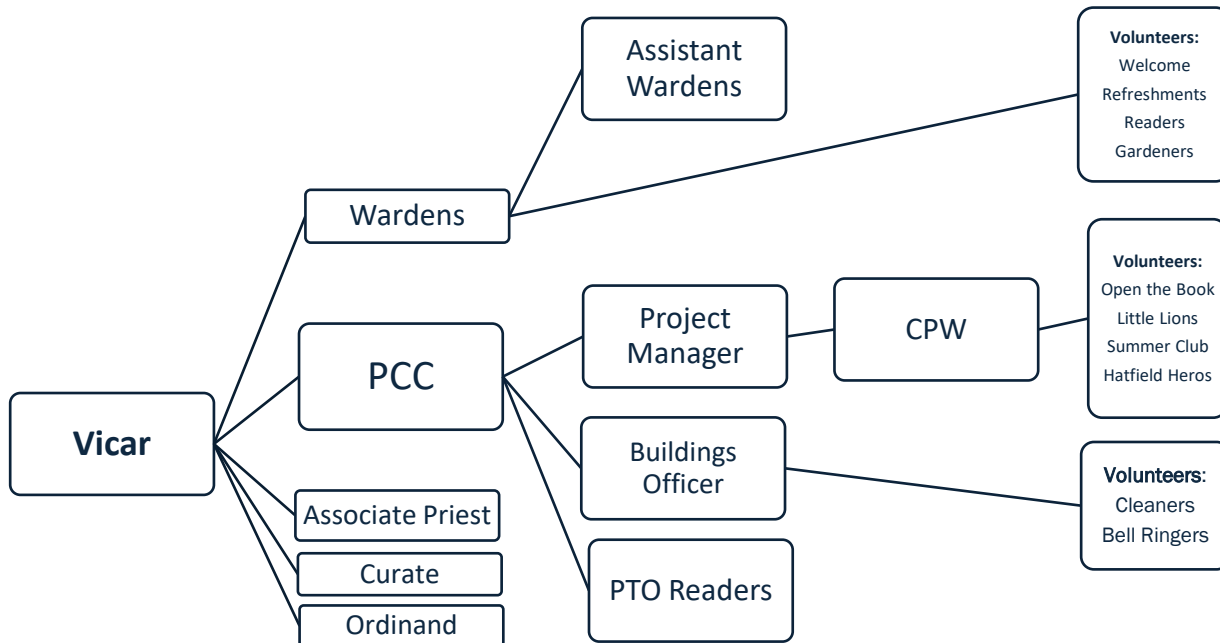 Vicar
Wardens
PCC
Associate Priest
Curate
Ordinand
Assistant
Wardens
Project
Manager
Buildings
Officer
PTO Readers
CPW
Volunteers:
Welcome
Refreshments
Readers
Gardeners
Volunteers:
Open the Book
Little Lions
Summer Club
Hatfield Heros
Volunteers:
Cleaners
Bell Ringers